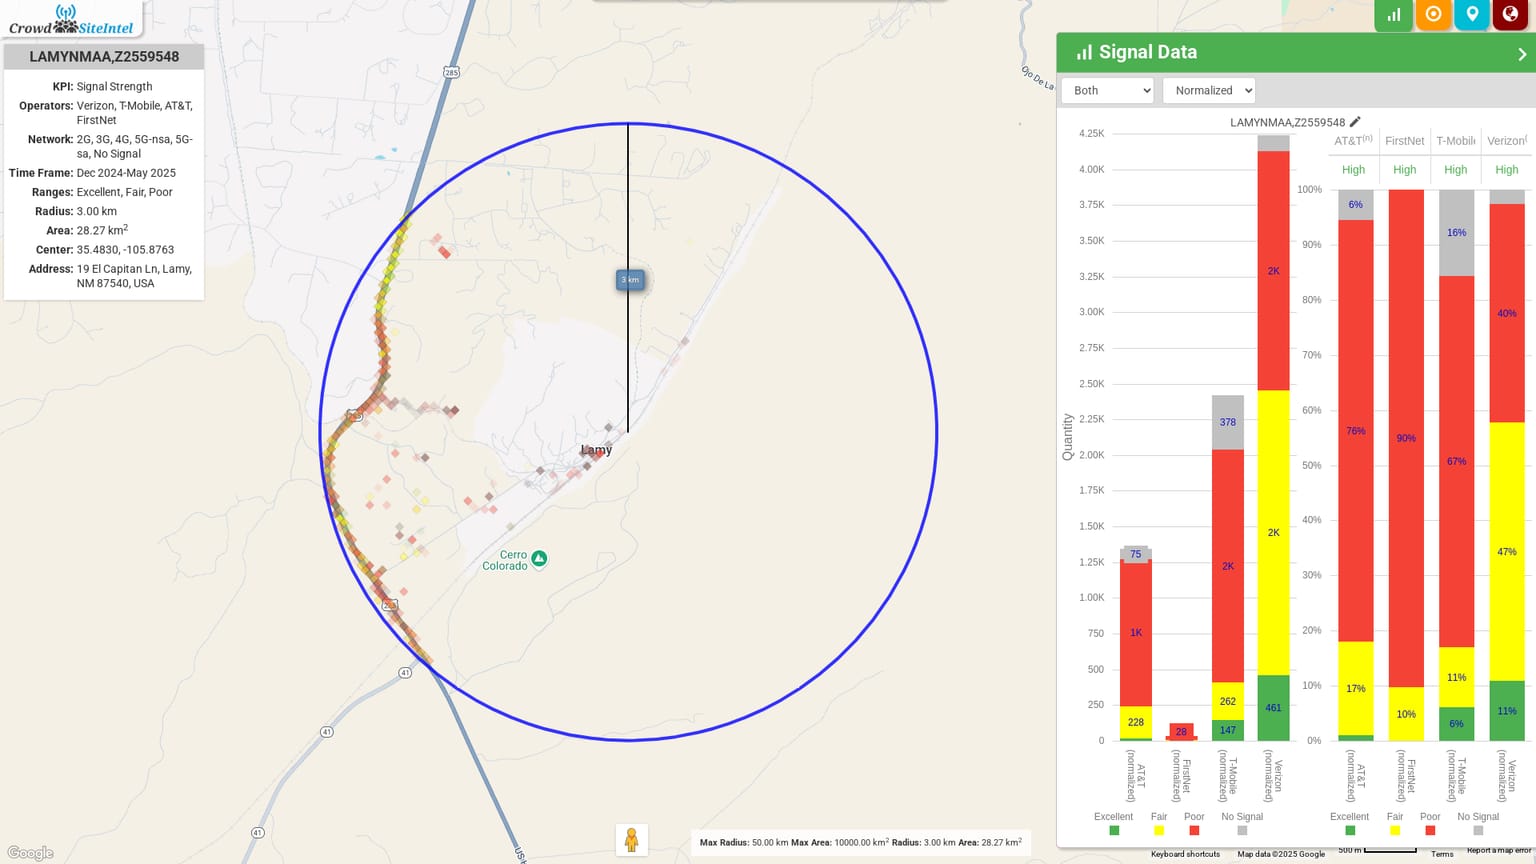 Crowd SiteIntel
LAMYNMAA,Z2559548
KPI: Signal Strength
Operators: Verizon, T-Mobile, AT&T,
FirstNet
Network: 2G, 3G, 4G, 5G-nsa, 5G-
sa, No Signal
Time Frame: Dec 2024-May 2025
Ranges: Excellent, Fair, Poor
Radius: 3.00 km
Area: 28.27 km²
Center: 35.4830, -105.8763
Address: 19 El Capitan Ln, Lamy,
NM 87540, USA
285
Ojo De La
3 km
Lamy
Cerro
Colorado
41
41
41
US-
Google
Max Radius: 50.00 km Max Area: 10000.00 km² Radius: 3.00 km Area: 28.27 km²
Signal Data
Both
Normalized
LAMYNMAA,Z2559548
Quantity
4.25K
4.00K
3.75K
3.50K
3.25K
3.00K
2.75K
2.50K
2.25K
2.00K
1.75K
1.50K
1.25K
1.00K
750
500
250
0
75
1K
228
28
378
2K
262
147
2K
2K
461
AT&T (normalized)
FirstNet (normalized)
T-Mobile (normalized)
Verizon (normalized)
Excellent Fair Poor No Signal
AT&T(n) FirstNet T-Mobile Verizon(
High High High High
100%
90%
80%
70%
60%
50%
40%
30%
20%
10%
0%
6%
76%
17%
90%
10%
16%
67%
11%
6%
40%
47%
11%
AT&T (normalized)
FirstNet (normalized)
T-Mobile (normalized)
Verizon (normalized)
Excellent Fair Poor No Signal
Keyboard shortcuts Map data ©2025 Google 500 m Terms Report a map error